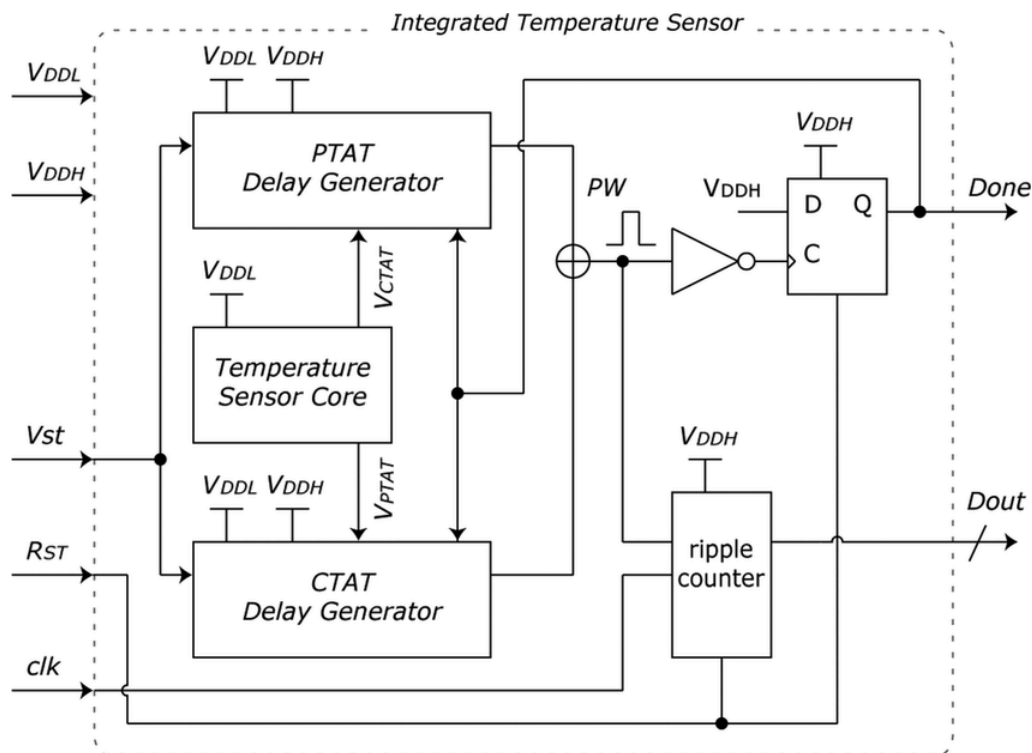 Integrated Temperature Sensor
VDDL
VDDL VDDH
PTAT
Delay Generator
VDDH
VDDH
VDDH
D Q
C
Done
PW
VCTAT
VDDL
Temperature
Sensor Core
Vst
VPTAT
VDDL VDDH
VDDH
Dout
RST
ripple
counter
CTAT
Delay Generator
clk